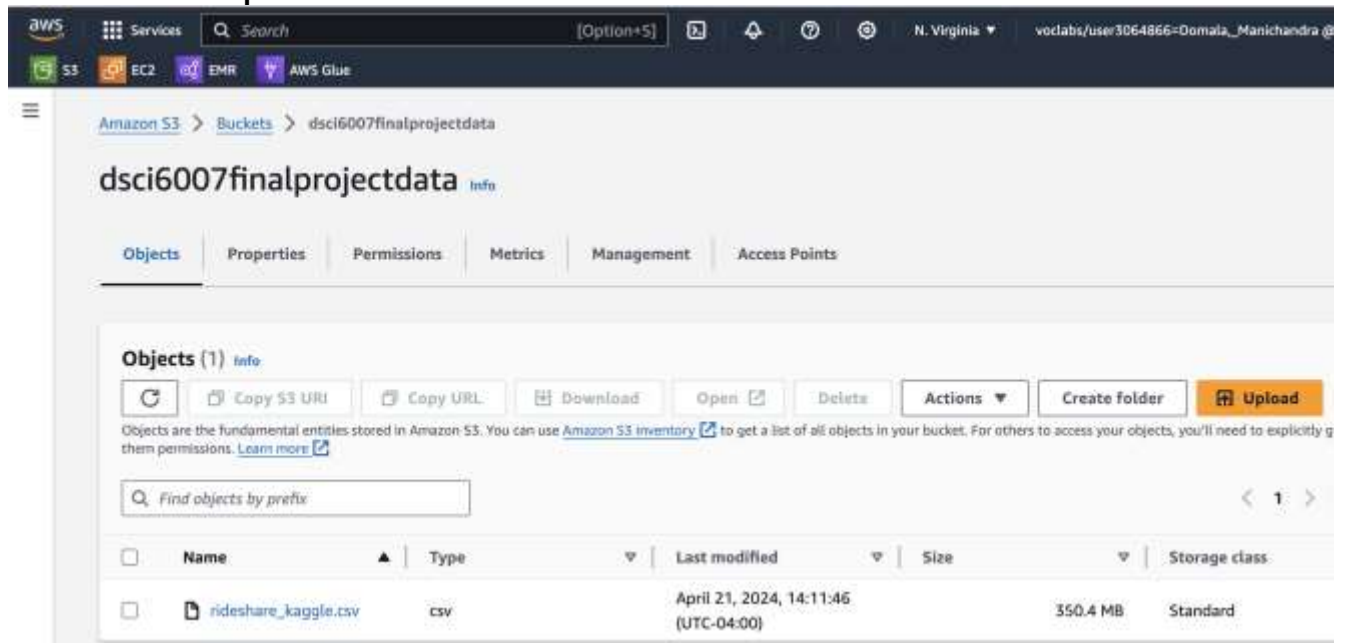 aws Services Search [Option+S] N. Virginia ▼ voclabs/user3064866=Domala,_Manichandra @
S3 EC2 EMR AWS Glue
Amazon S3 > Buckets > dsci6007finalprojectdata
dsci6007finalprojectdata Info
Objects Properties Permissions Metrics Management Access Points
Objects (1) Info
Copy S3 URI Copy URL Download Open Delete Actions ▼ Create folder Upload
Objects are the fundamental entities stored in Amazon S3. You can use Amazon S3 inventory to get a list of all objects in your bucket. For others to access your objects, you'll need to explicitly g
them permissions. Learn more
Find objects by prefix < 1 >
Name ▲ Type Last modified Size Storage class
April 21, 2024, 14:11:46
rideshare_kaggle.csv csv 350.4 MB Standard
(UTC-04:00)